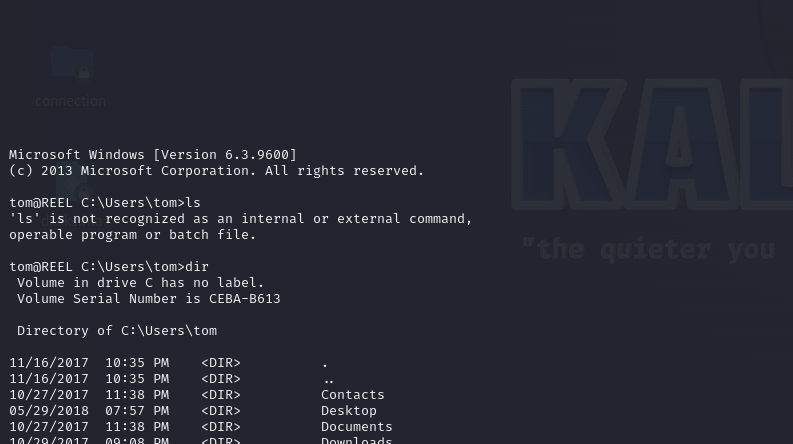 connection
KAL
Microsoft Windows [Version 6.3.9600]
(c) 2013 Microsoft Corporation. All rights reserved.
tom@REEL C:\Users\tom>ls
'ls' is not recognized as an internal or external command,
operable program or batch file.
"the quieter you
tom@REEL C:\Users\tom>dir
 Volume in drive C has no label.
 Volume Serial Number is CEBA-B613
 Directory of C:\Users\tom
11/16/2017  10:35 PM    <DIR>          .
11/16/2017  10:35 PM    <DIR>          ..
10/27/2017  11:38 PM    <DIR>          Contacts
05/29/2018  07:57 PM    <DIR>          Desktop
10/27/2017  11:38 PM    <DIR>          Documents
10/29/2017  09:08 PM    <DIR>          Downloads